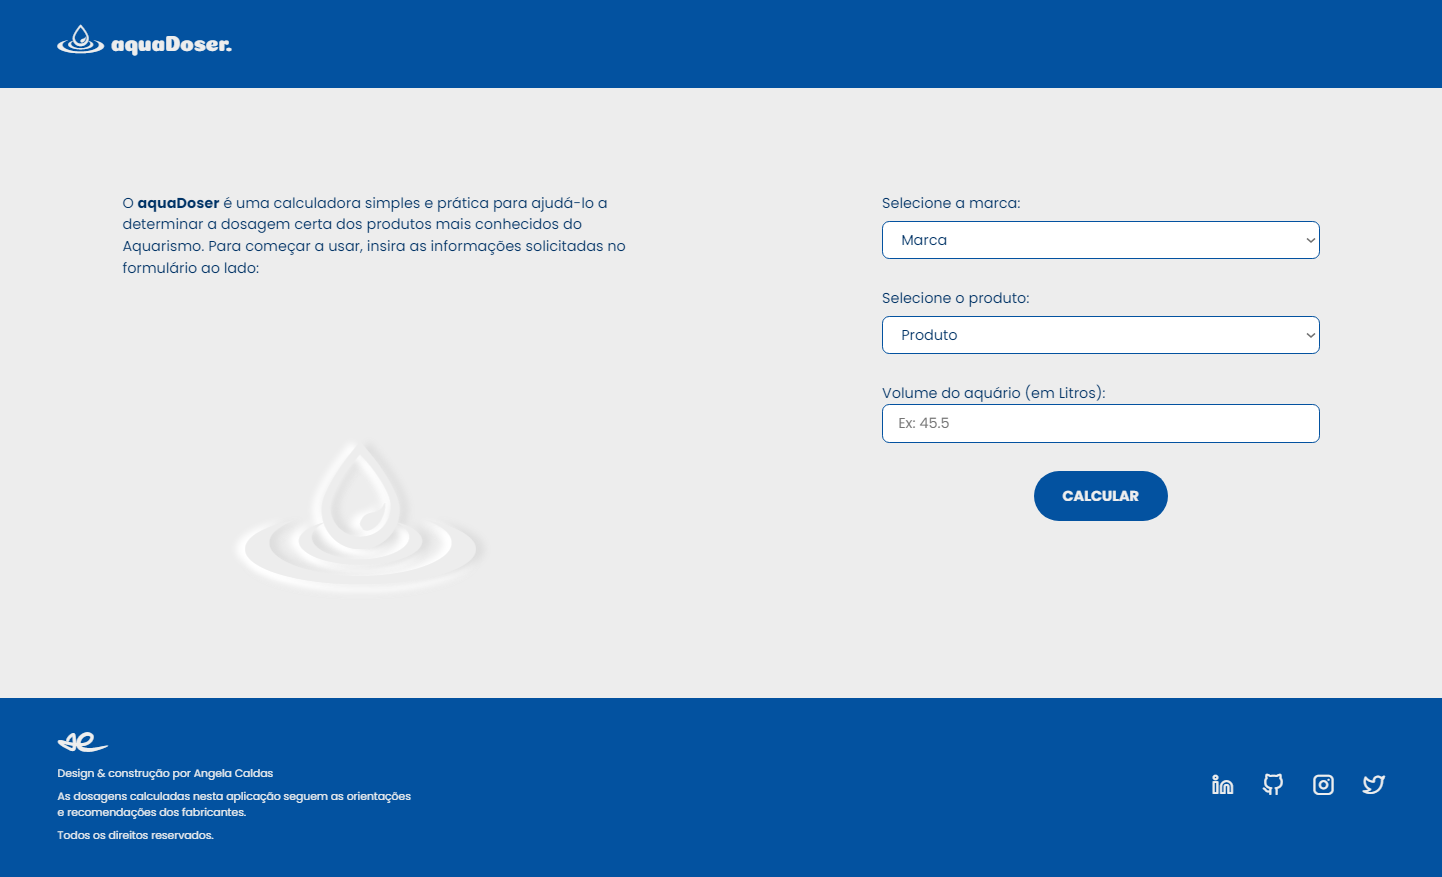 aquaDoser.
O aquaDoser é uma calculadora simples e prática para ajudá-lo a
determinar a dosagem certa dos produtos mais conhecidos do
Aquarismo. Para começar a usar, insira as informações solicitadas no
formulário ao lado:
Selecione a marca:
Marca
Selecione o produto:
Produto
Volume do aquário (em Litros):
Ex: 45.5
CALCULAR
Design & construção por Angela Caldas
As dosagens calculadas nesta aplicação seguem as orientações
e recomendações dos fabricantes.
Todos os direitos reservados.